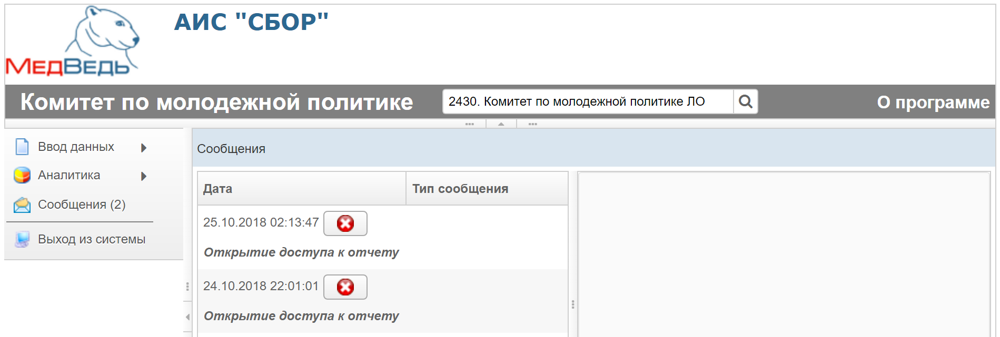 АИС "СБОР"
МедВедь
Комитет по молодежной политике
2430. Комитет по молодежной политике ЛО
О программе
Ввод данных
Аналитика
Сообщения (2)
Выход из системы
Сообщения
Дата
Тип сообщения
25.10.2018 02:13:47
Открытие доступа к отчету
24.10.2018 22:01:01
Открытие доступа к отчету